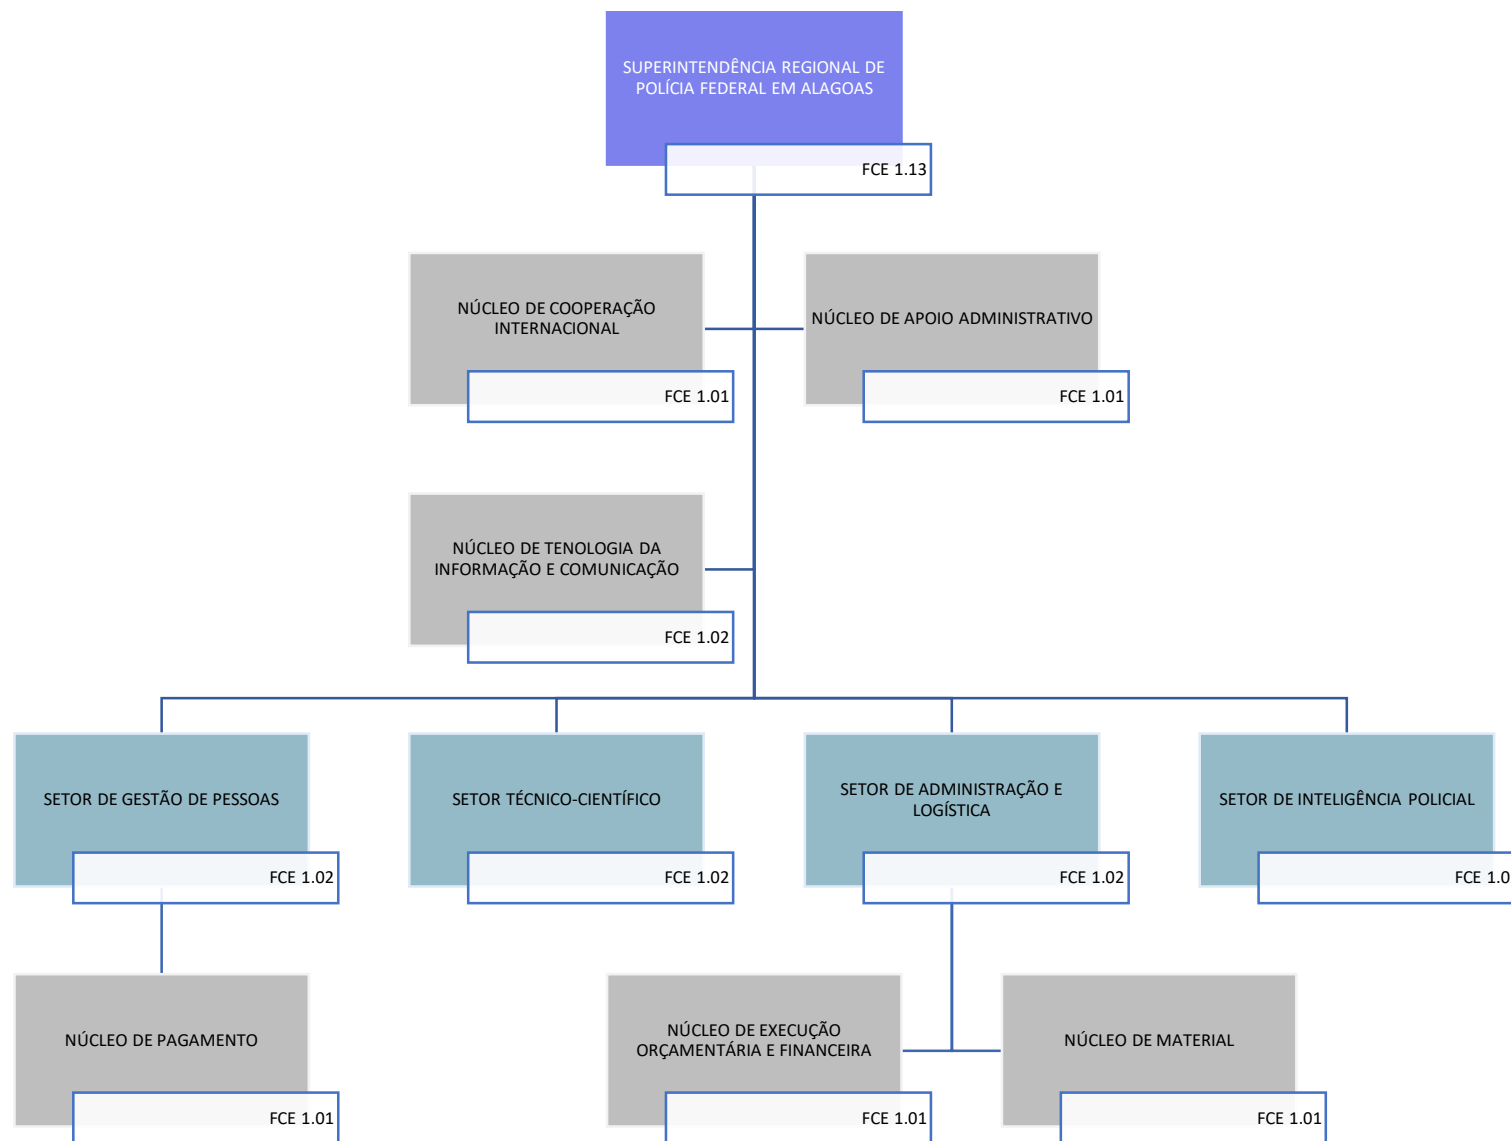 SUPERINTENDÊNCIA REGIONAL DE
POLÍCIA FEDERAL EM ALAGOAS
FCE 1.13
NÚCLEO DE COOPERAÇÃO
INTERNACIONAL
FCE 1.01
NÚCLEO DE APOIO ADMINISTRATIVO
FCE 1.01
NÚCLEO DE TENOLOGIA DA
INFORMAÇÃO E COMUNICAÇÃO
FCE 1.02
SETOR DE GESTÃO DE PESSOAS
FCE 1.02
SETOR TÉCNICO-CIENTÍFICO
FCE 1.02
SETOR DE ADMINISTRAÇÃO E
LOGÍSTICA
FCE 1.02
SETOR DE INTELIGÊNCIA POLICIAL
FCE
NÚCLEO DE PAGAMENTO
FCE 1.01
NÚCLEO DE EXECUÇÃO
ORÇAMENTÁRIA E FINANCEIRA
FCE 1.01
NÚCLEO DE MATERIAL
FCE 1.01